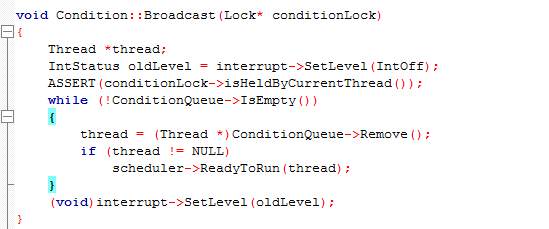 void Condition::Broadcast(Lock* conditionLock)
{
    Thread *thread;
    IntStatus oldLevel = interrupt->SetLevel(IntOff);
    ASSERT(conditionLock->isHeldByCurrentThread());
    while (!ConditionQueue->IsEmpty())
    {
        thread = (Thread *)ConditionQueue->Remove();
        if (thread != NULL)
            scheduler->ReadyToRun(thread);
    }
    (void)interrupt->SetLevel(oldLevel);
}